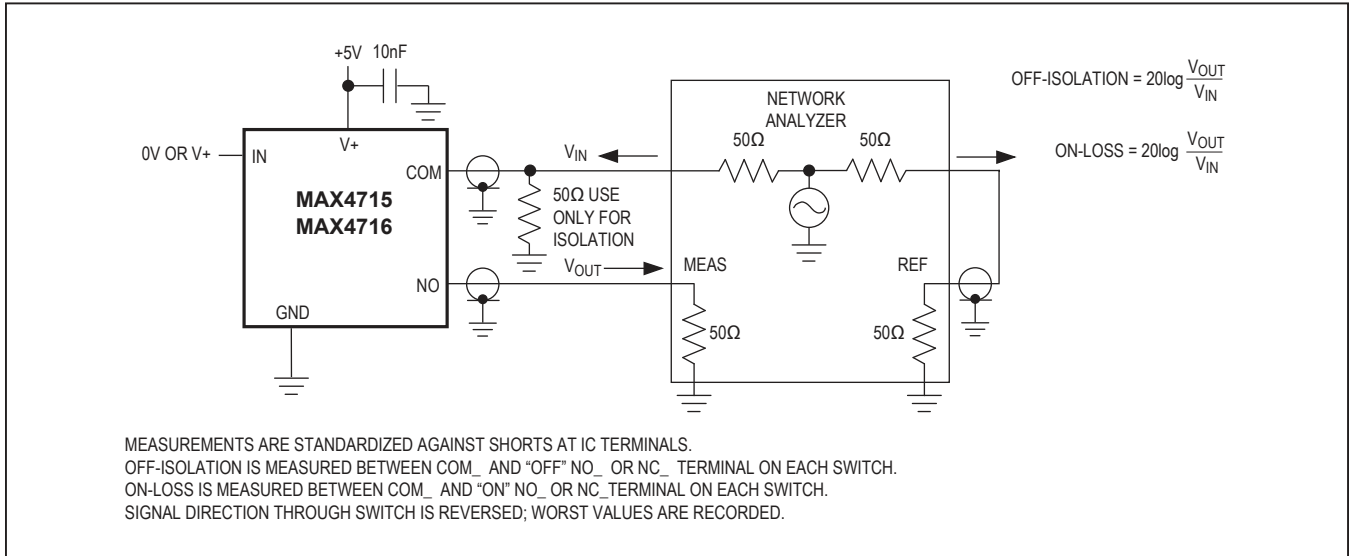 +5V 10nF
V+
0V OR V+
IN
COM
MAX4715
MAX4716
NO
GND
V_IN
50Ω USE
ONLY FOR
ISOLATION
V_OUT
NETWORK
ANALYZER
50Ω
50Ω
MEAS
REF
50Ω
50Ω
OFF-ISOLATION = 20log V_OUT/V_IN
ON-LOSS = 20log V_OUT/V_IN
MEASUREMENTS ARE STANDARDIZED AGAINST SHORTS AT IC TERMINALS.
OFF-ISOLATION IS MEASURED BETWEEN COM_ AND “OFF” NO_ OR NC_ TERMINAL ON EACH SWITCH.
ON-LOSS IS MEASURED BETWEEN COM_ AND “ON” NO_ OR NC_TERMINAL ON EACH SWITCH.
SIGNAL DIRECTION THROUGH SWITCH IS REVERSED; WORST VALUES ARE RECORDED.